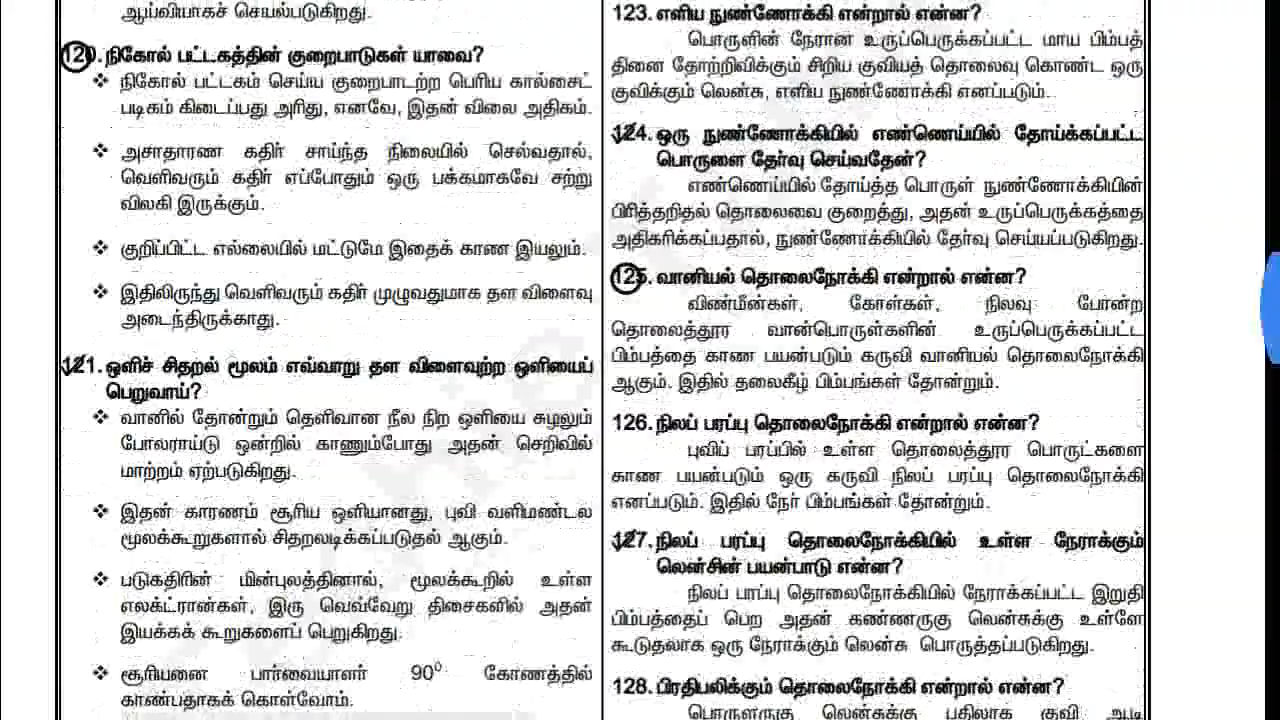 ஆய்வியாகச் செயல்படுகிறது.
120. நிகோல் பட்டகத்தின் குறைபாடுகள் யாவை?
❖ நிகோல் பட்டகம் செய்ய குறைபாடற்ற பெரிய கால்சைட்
படிகம் கிடைப்பது அரிது, எனவே, இதன் விலை அதிகம்.
❖ அசாதாரண கதிர் சாய்ந்த நிலையில் செல்வதால்,
வெளிவரும் கதிர் எப்போதும் ஒரு பக்கமாகவே சற்று
விலகி இருக்கும்.
❖ குறிப்பிட்ட எல்லையில் மட்டுமே இதைக் காண இயலும்.
❖ இதிலிருந்து வெளிவரும் கதிர் முழுவதுமாக தள விளைவு
அடைந்திருக்காது.
121. ஒளிச் சிதறல் மூலம் எவ்வாறு தள விளைவுற்ற ஒளியைப்
பெறுவாய்?
❖ வானில் தோன்றும் தெளிவான நீல நிற ஒளியை சுழலும்
போலராய்டு ஒன்றில் காணும்போது அதன் செறிவில்
மாற்றம் ஏற்படுகிறது.
❖ இதன் காரணம் சூரிய ஒளியானது, புவி வளிமண்டல
மூலக்கூறுகளால் சிதறலடிக்கப்படுதல் ஆகும்.
❖ படுகதிரின் மின்புலத்தினால், மூலக்கூறில் உள்ள
எலக்ட்ரான்கள், இரு வெவ்வேறு திசைகளில் அதன்
இயக்கக் கூறுகளைப் பெறுகிறது.
❖ சூரியனை பார்வையாளர் 90⁰ கோணத்தில்
காண்பதாகக் கொள்வோம்.
123. எளிய நுண்ணோக்கி என்றால் என்ன?
பொருளின் நேரான உருப்பெருக்கப்பட்ட மாய பிம்பத்
தினை தோற்றிவிக்கும் சிறிய குவியத் தொலைவு கொண்ட ஒரு
குவிக்கும் லென்சு, எளிய நுண்ணோக்கி எனப்படும்.
124. ஒரு நுண்ணோக்கியில் எண்ணெய்யில் தோய்க்கப்பட்ட
பொருளை தேர்வு செய்வதேன்?
எண்ணெய்யில் தோய்த்த பொருள் நுண்ணோக்கியின்
பிரித்தறிதல் தொலைவை குறைத்து, அதன் உருப்பெருக்கத்தை
அதிகரிக்கப்பதால், நுண்ணோக்கியில் தேர்வு செய்யப்படுகிறது.
125. வானியல் தொலைநோக்கி என்றால் என்ன?
விண்மீன்கள், கோள்கள், நிலவு போன்ற
தொலைத்தூர வான்பொருள்களின் உருப்பெருக்கப்பட்ட
பிம்பத்தை காண பயன்படும் கருவி வானியல் தொலைநோக்கி
ஆகும். இதில் தலைகீழ் பிம்பங்கள் தோன்றும்.
126. நிலப் பரப்பு தொலைநோக்கி என்றால் என்ன?
புவிப் பரப்பில் உள்ள தொலைத்தூர பொருட்களை
காண பயன்படும் ஒரு கருவி நிலப் பரப்பு தொலைநோக்கி
எனப்படும். இதில் நேர் பிம்பங்கள் தோன்றும்.
127. நிலப் பரப்பு தொலைநோக்கியில் உள்ள நேராக்கும்
லென்சின் பயன்பாடு என்ன?
நிலப் பரப்பு தொலைநோக்கியில் நேராக்கப்பட்ட இறுதி
பிம்பத்தைப் பெற அதன் கண்ணருகு லென்சுக்கு உள்ளே
கூடுதலாக ஒரு நேராக்கும் லென்சு பொருத்தப்படுகிறது.
128. பிரதிபலிக்கும் தொலைநோக்கி என்றால் என்ன?
பொருளருகு லென்சுக்கு பதிலாக குவி ஆடி